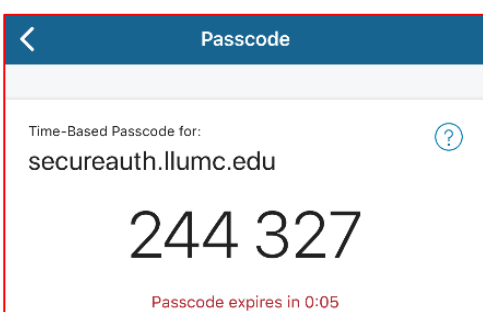 Passcode
Time-Based Passcode for:
?
secureauth.llumc.edu
244 327
Passcode expires in 0:05